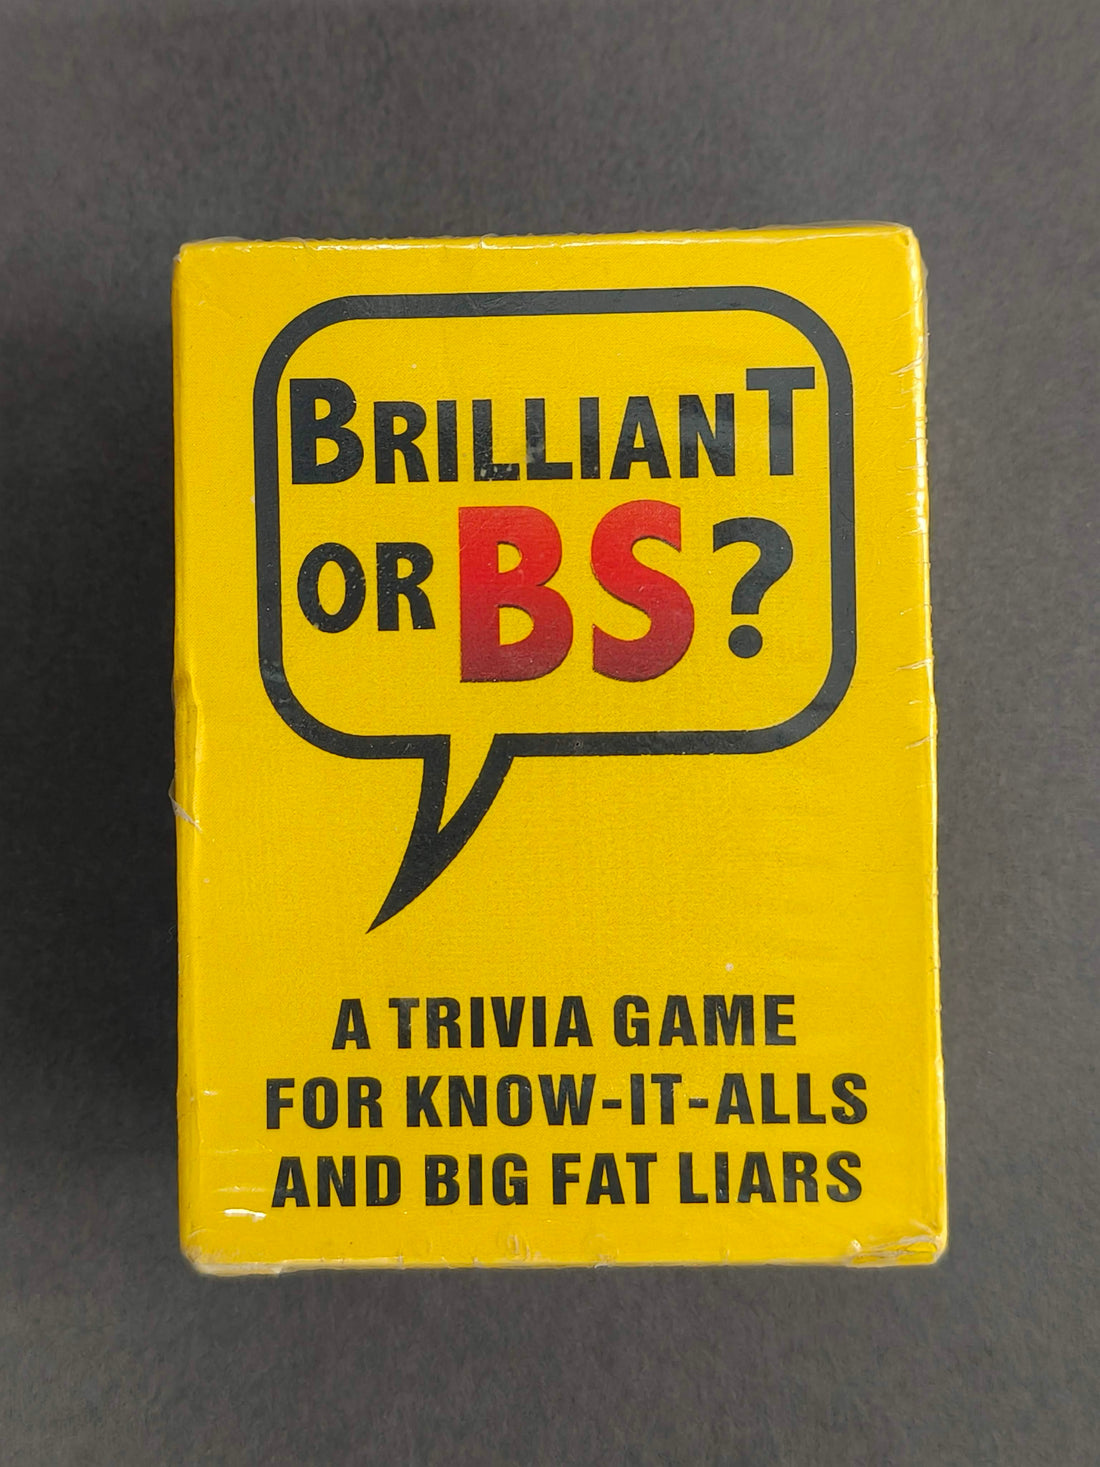 BRILLIANT
OR BS?
A TRIVIA GAME
FOR KNOW-IT-ALLS
AND BIG FAT LIARS